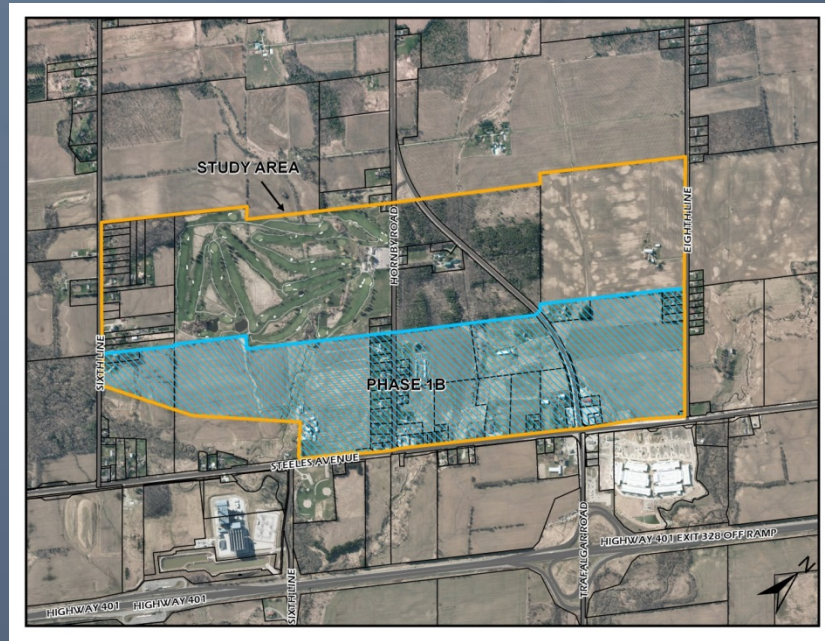 STUDY AREA
HORNBY ROAD
EIGHTH LINE
SIXTH LINE
PHASE 1B
STEELES AVENUE
TRAFALGAR ROAD
HIGHWAY 401 EXIT 328 OFF RAMP
SIXTH LINE
HIGHWAY 401 HIGHWAY 401
N